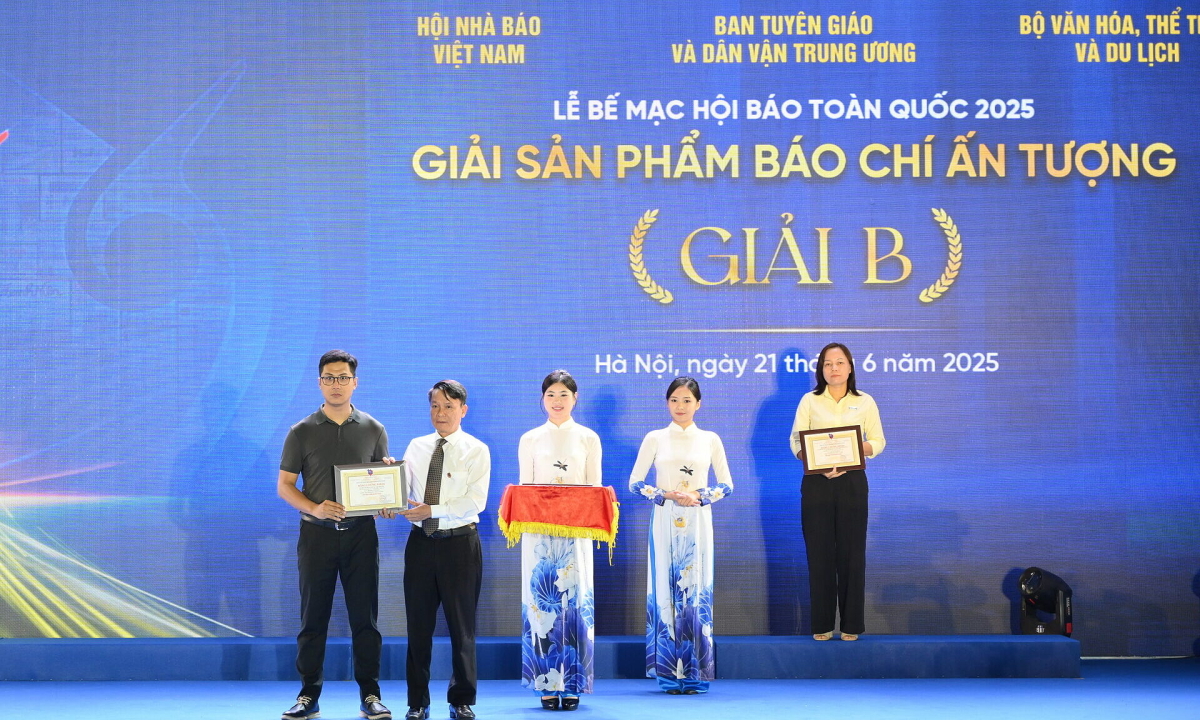 HỘI NHÀ BÁO
VIỆT NAM
BAN TUYÊN GIÁO
VÀ DÂN VẬN TRUNG ƯƠNG
BỘ VĂN HÓA, THỂ
VÀ DU LỊCH
LỄ BẾ MẠC HỘI BÁO TOÀN QUỐC 2025
GIẢI SẢN PHẨM BÁO CHÍ ẤN TƯỢNG
GIẢI B
Hà Nội, ngày 21 6 năm 2025